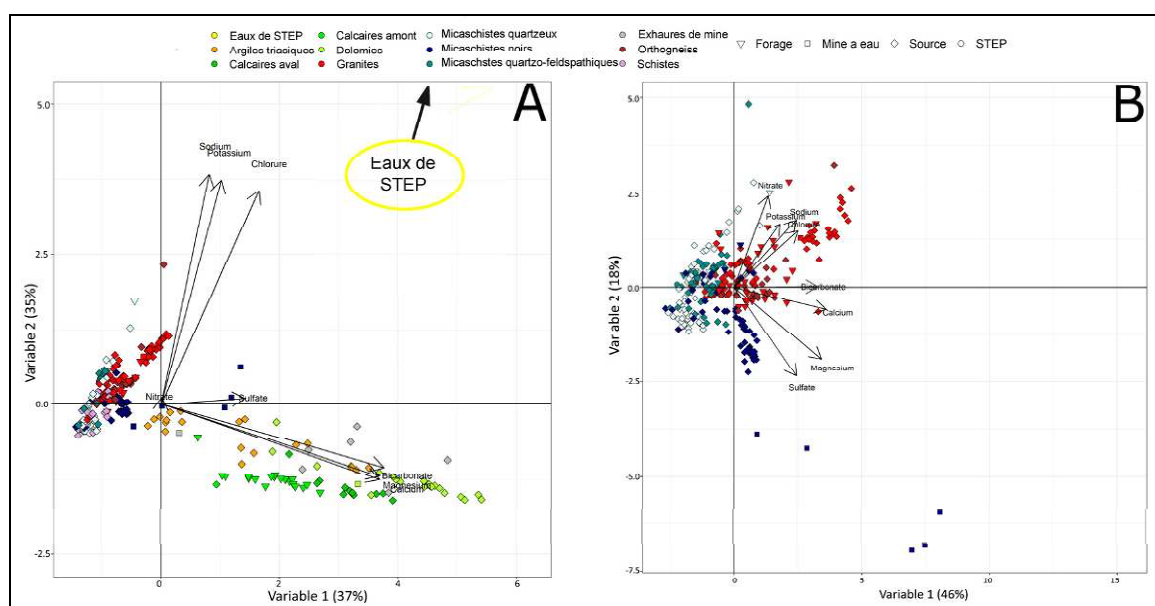 Eaux de STEP
Calcaires amont
Micaschistes quartzeux
Exhaures de mine
Argiles triasiques
Dolomies
Micaschistes noirs
Orthogneiss
Forage
Mine a eau
Source
STEP
Calcaires aval
Granites
Micaschstes quartzo-feldspathiques
Schistes
A
5.0
Eaux de
STEP
Sodium
Potassium
Chlorure
Variable 2 (35%)
2.5
0.0
Nitrate
Sulfate
Bicarbonate
Magnesium
Calcium
-2.5
0
2
4
6
Variable 1 (37%)
B
5.0
Nitrate
2.5
Sodium
Potassium
Variable 2 (18%)
0.0
Bicarbonate
Calcium
Magnesium
-2.5
Sulfate
-5.0
-7.5
0
5
10
15
Variable 1 (46%)